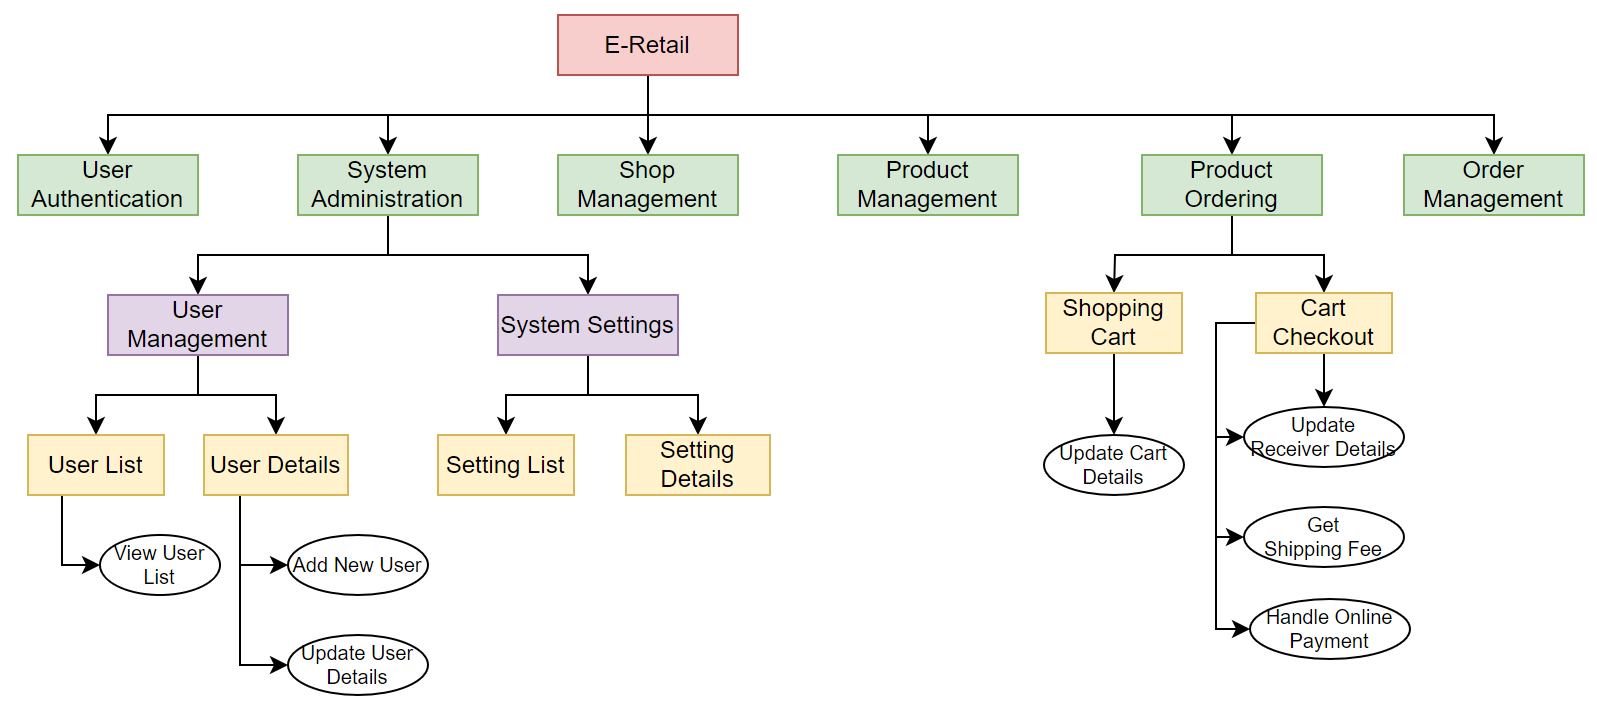 E-Retail
User
Authentication
System
Administration
Shop
Management
Product
Management
Product
Ordering
Order
Management
User
Management
System Settings
Shopping
Cart
Cart
Checkout
User List
User Details
Setting List
Setting
Details
Update Cart
Details
Update
Receiver Details
View User
List
Add New User
Get
Shipping Fee
Update User
Details
Handle Online
Payment